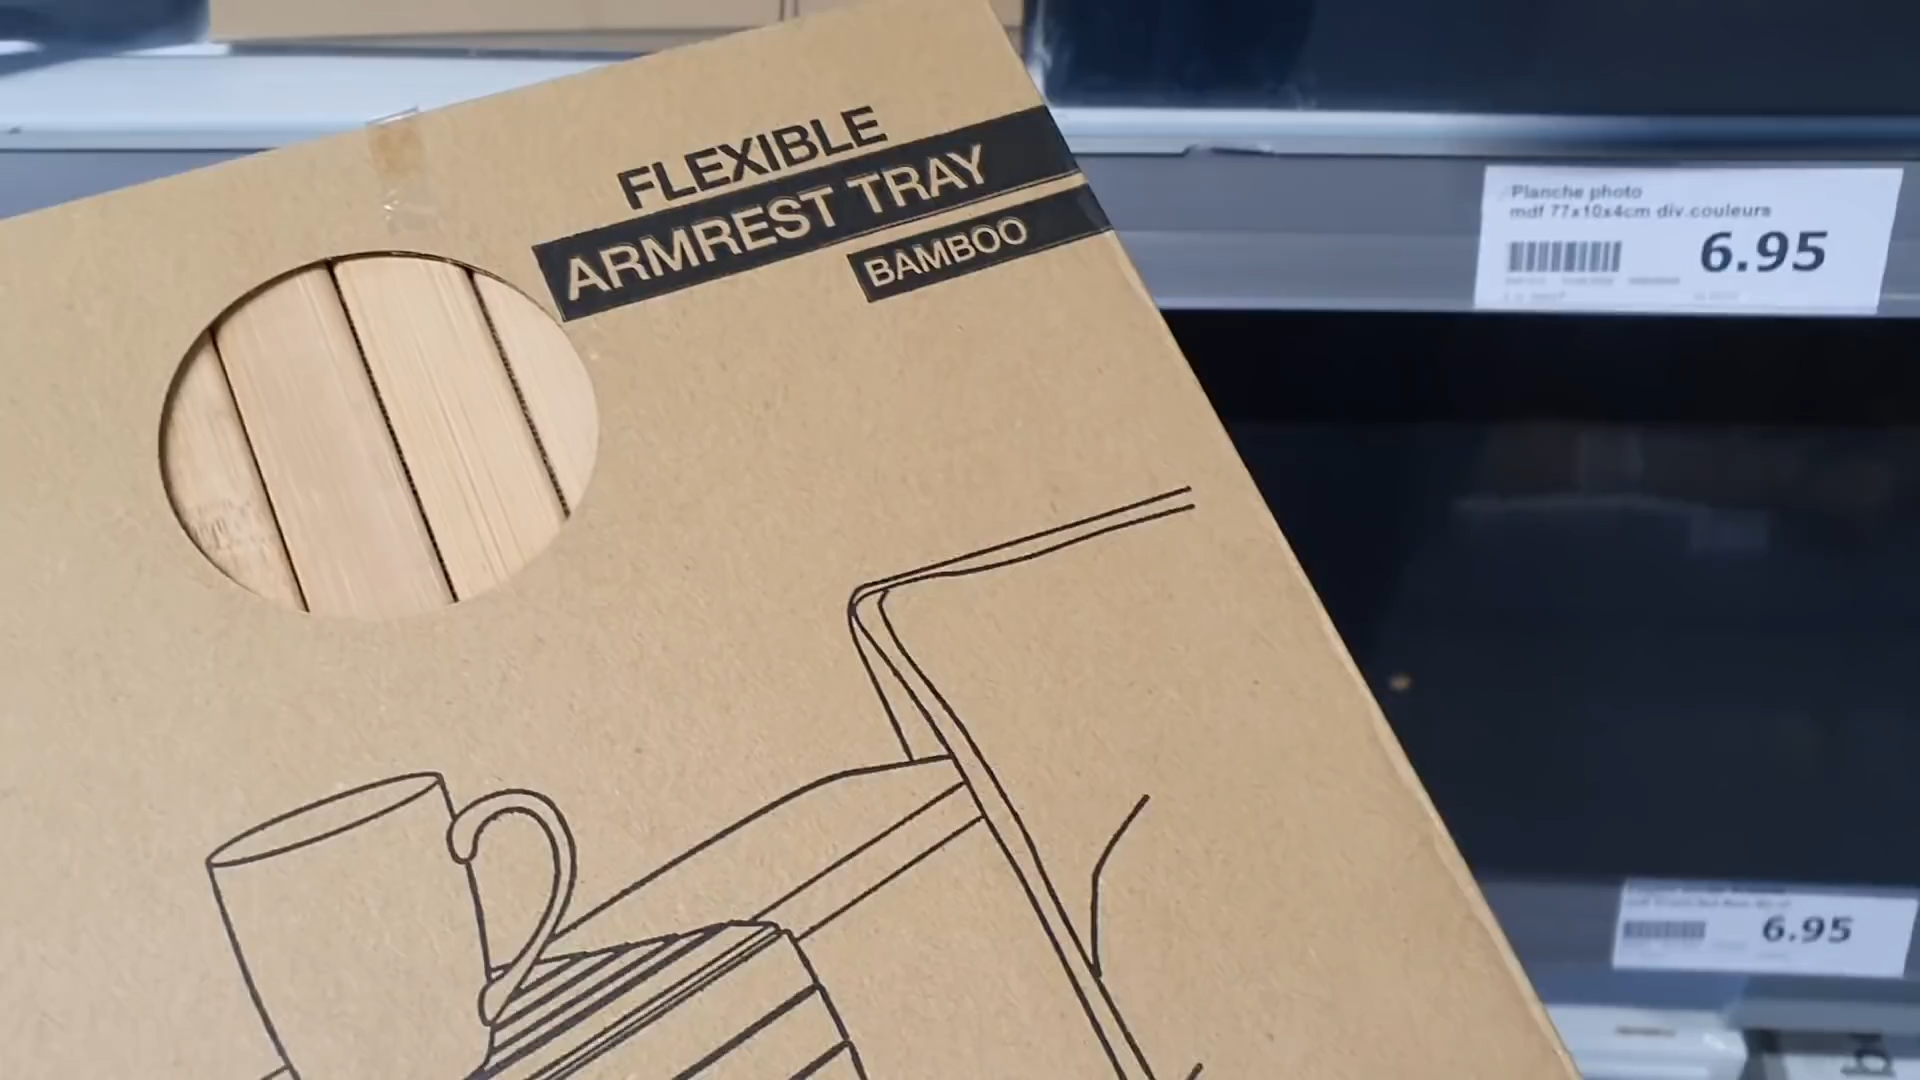 FLEXIBLE
ARMREST TRAY
BAMBOO
Planche photo
mdf 77x10x4cm div.couleurs
6.95
6.95